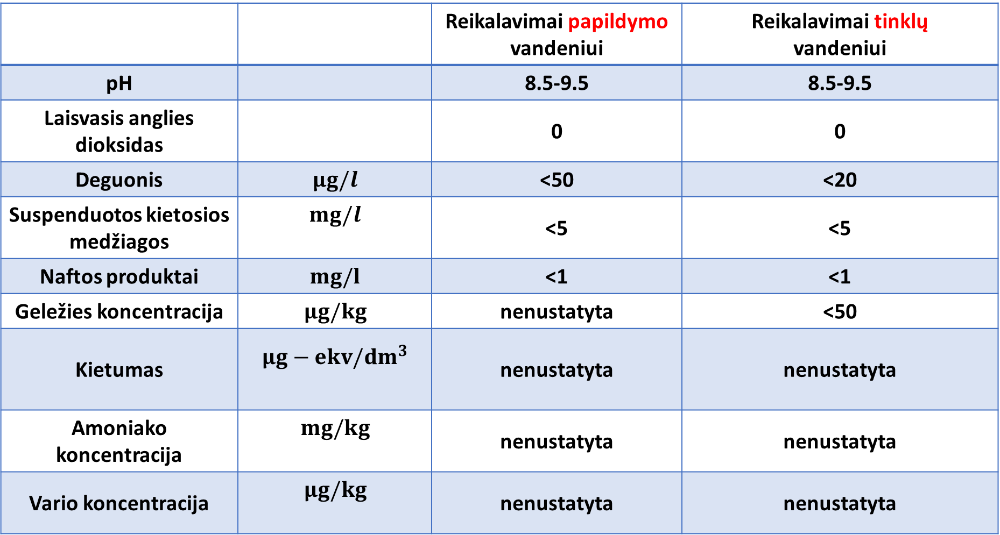 Reikalavimai papildymo
vandeniui
Reikalavimai tinklų
vandeniui
pH
8.5-9.5
8.5-9.5
Laisvasis anglies
dioksidas
0
0
Deguonis
μg/l
<50
<20
Suspenduotos kietosios
medžiagos
mg/l
<5
<5
Naftos produktai
mg/l
<1
<1
Geležies koncentracija
μg/kg
nenustatyta
<50
Kietumas
μg − ekv/dm³
nenustatyta
nenustatyta
Amoniako
koncentracija
mg/kg
nenustatyta
nenustatyta
Vario koncentracija
μg/kg
nenustatyta
nenustatyta